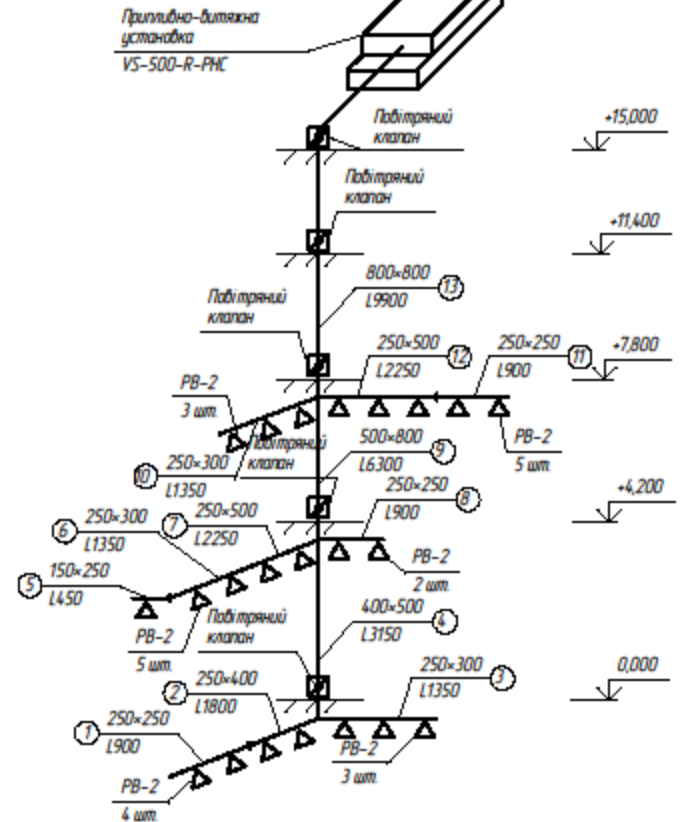 Припливно-витяжна
установка
VS-500-R-PHC
Повітряний
клапан
+15,000
Повітряний
клапан
+11,400
800×800
L9900
13
Повітряний
клапан
250×500
L2250
12
250×250
L900
11
+7,800
РВ-2
3 шт.
РВ-2
5 шт.
Повітряний
клапан
500×800
L6300
9
10
250×300
L1350
250×250
L900
8
+4,200
6
250×300
L1350
7
250×500
L2250
5
150×250
L450
РВ-2
2 шт.
РВ-2
5 шт.
Повітряний
клапан
400×500
L3150
4
2
250×400
L1800
250×300
L1350
3
0,000
1
250×250
L900
РВ-2
3 шт.
РВ-2
4 шт.